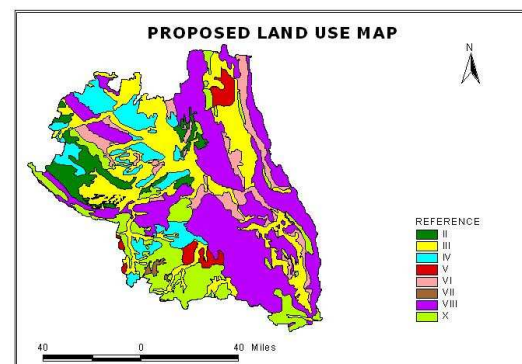 PROPOSED LAND USE MAP
N
REFERENCE
II
III
IV
V
VI
VII
VIII
X
40 0 40 Miles